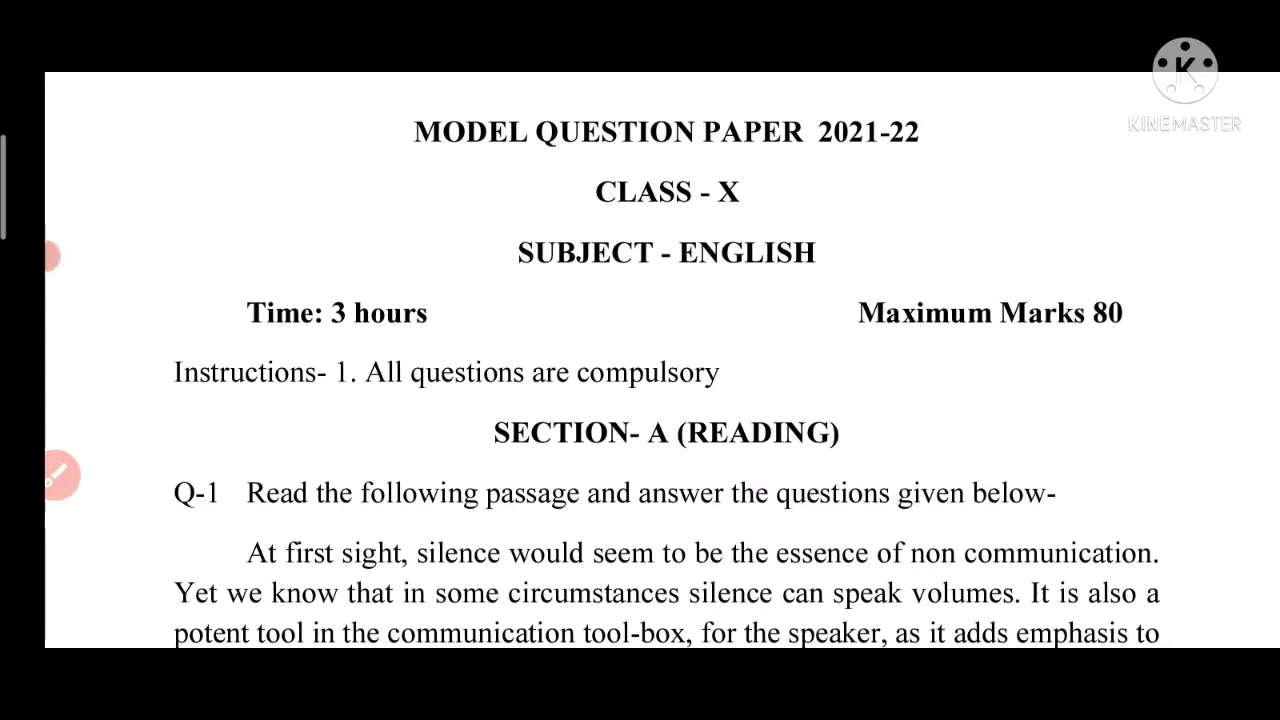 K
KINEMASTER
MODEL QUESTION PAPER 2021-22
CLASS - X
SUBJECT - ENGLISH
Time: 3 hours Maximum Marks 80
Instructions- 1. All questions are compulsory
SECTION- A (READING)
Q-1 Read the following passage and answer the questions given below-
At first sight, silence would seem to be the essence of non communication.
Yet we know that in some circumstances silence can speak volumes. It is also a
potent tool in the communication tool-box, for the speaker, as it adds emphasis to